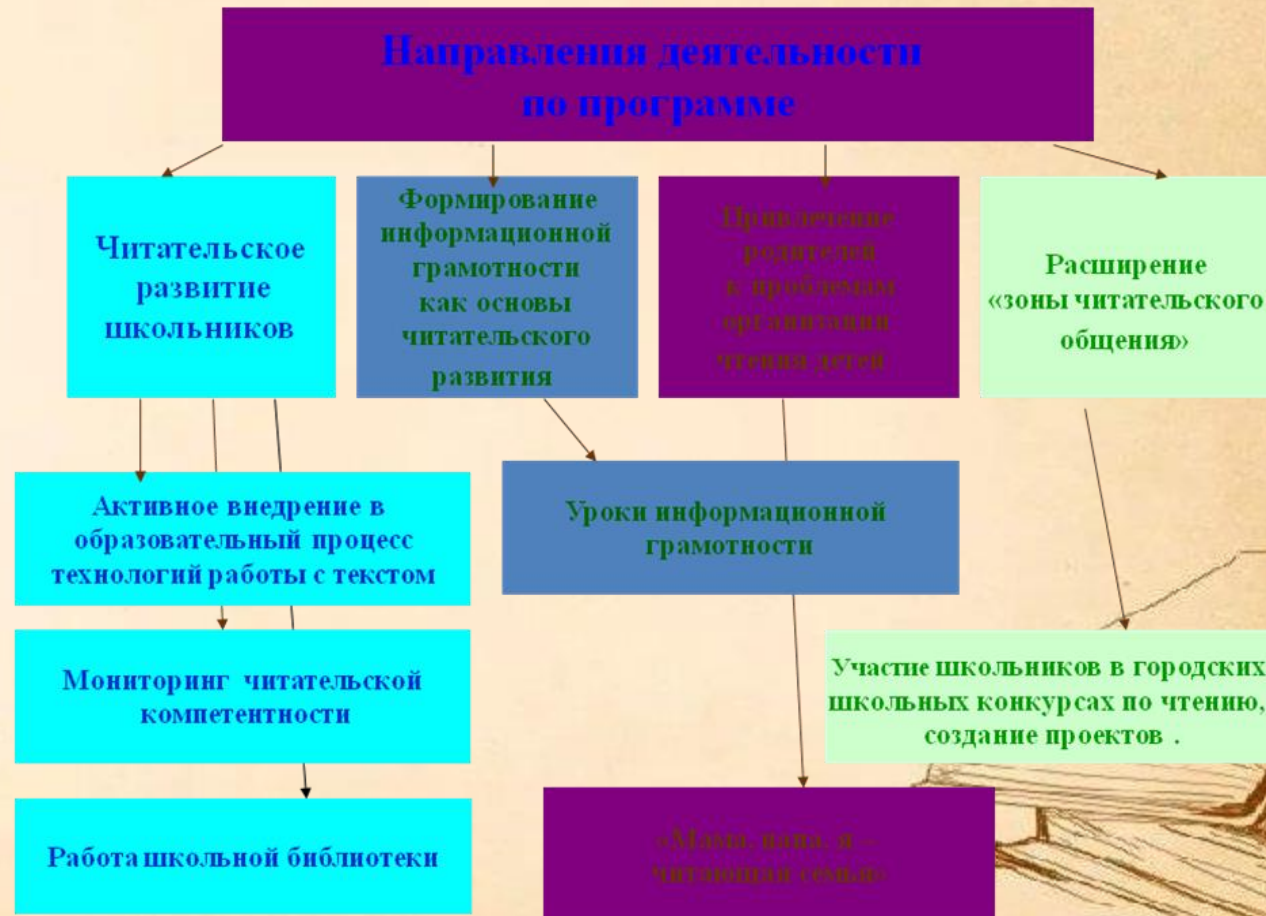 Направления деятельности
по программе
Читательское
развитие
школьников
Формирование
информационной
грамотности
как основы
читательского
развития
Привлечение
родителей
к проблемам
организации
чтения детей
Расширение
«зоны читательского
общения»
Активное внедрение в
образовательный процесс
технологий работы с текстом
Уроки информационной
грамотности
Мониторинг читательской
компетентности
Участие школьников в городских
школьных конкурсах по чтению,
создание проектов .
Работа школьной библиотеки
«Мама, папа, я –
читающая семья»